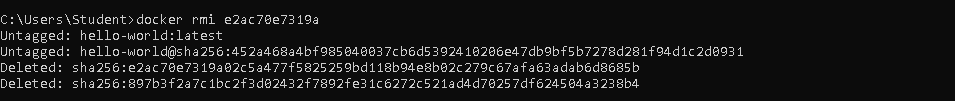 C:\Users\Student>docker rmi e2ac70e7319a
Untagged: hello-world:latest
Untagged: hello-world@sha256:452a468a4bf985040037cb6d5392410206e47db9bf5b7278d281f94d1c2d0931
Deleted: sha256:e2ac70e7319a02c5a477f5825259bd118b94e8b02c279c67afa63adab6d8685b
Deleted: sha256:897b3f2a7c1bc2f3d02432f7892fe31c6272c521ad4d70257df624504a3238b4